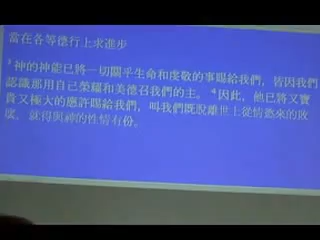 當在各等德行上求進步
³神的神能已將一切關乎生命和虔敬的事賜給我們，皆因我們
認識那用自己榮耀和美德召我們的主。⁴因此，他已將又寶
貴又極大的應許賜給我們，叫我們既脫離世上從情慾來的敗
壞，就得與神的性情有份。